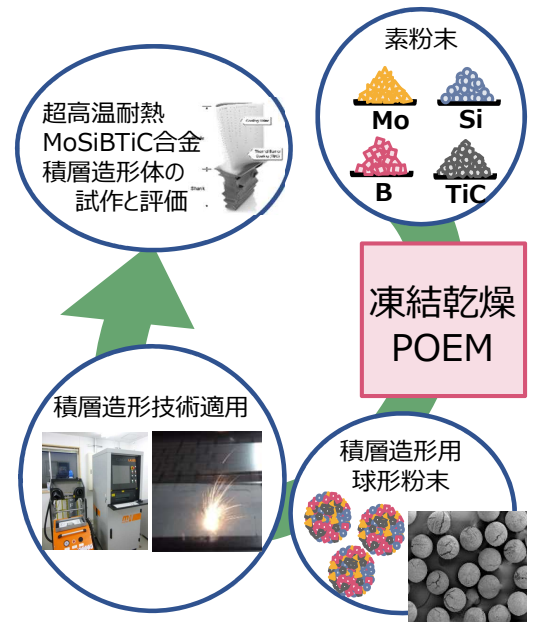 素粉末
Mo
Si
B
TiC
凍結乾燥
POEM
積層造形用
球形粉末
積層造形技術適用
超高温耐熱
MoSiBTiC合金
積層造形体の
試作と評価
Shank